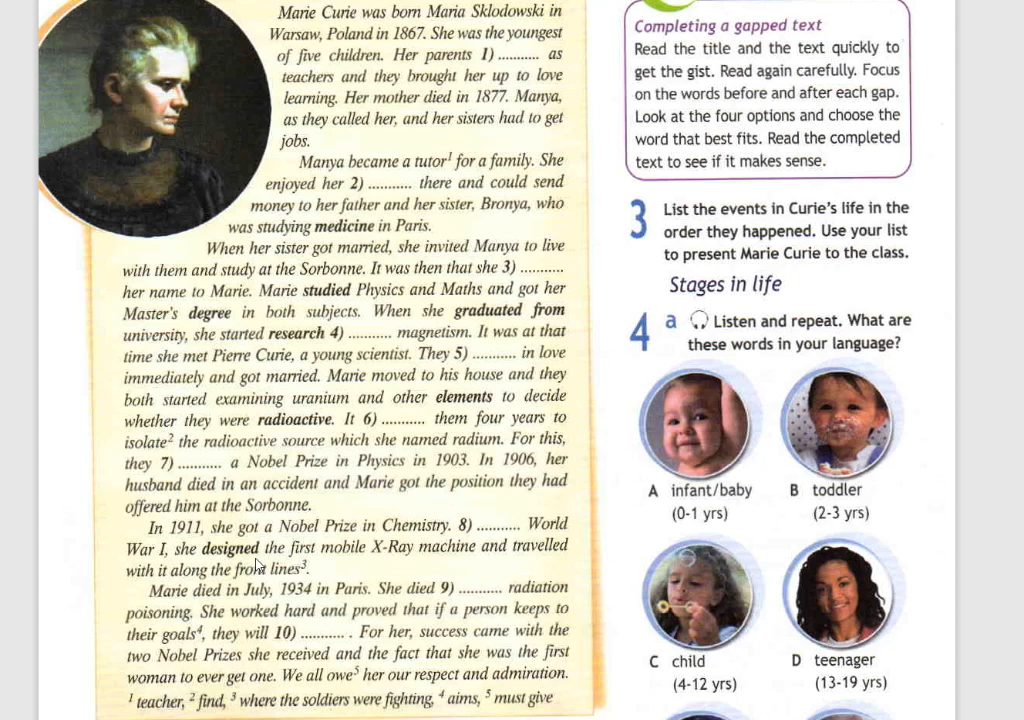 Marie Curie was born Maria Sklodowski in
Warsaw, Poland in 1867. She was the youngest
of five children. Her parents 1) ........... as
teachers and they brought her up to love
learning. Her mother died in 1877. Manya,
as they called her, and her sisters had to get
jobs.
Manya became a tutor¹ for a family. She
enjoyed her 2) ........... there and could send
money to her father and her sister, Bronya, who
was studying medicine in Paris.
When her sister got married, she invited Manya to live
with them and study at the Sorbonne. It was then that she 3) ...........
her name to Marie. Marie studied Physics and Maths and got her
Master's degree in both subjects. When she graduated from
university, she started research 4) ........... magnetism. It was at that
time she met Pierre Curie, a young scientist. They 5) ........... in love
immediately and got married. Marie moved to his house and they
both started examining uranium and other elements to decide
whether they were radioactive. It 6) ........... them four years to
isolate² the radioactive source which she named radium. For this,
they 7) ........... a Nobel Prize in Physics in 1903. In 1906, her
husband died in an accident and Marie got the position they had
offered him at the Sorbonne.
In 1911, she got a Nobel Prize in Chemistry. 8) ........... World
War I, she designed the first mobile X-Ray machine and travelled
with it along the front lines³.
Marie died in July, 1934 in Paris. She died 9) ........... radiation
poisoning. She worked hard and proved that if a person keeps to
their goals⁴, they will 10) ........... . For her, success came with the
two Nobel Prizes she received and the fact that she was the first
woman to ever get one. We all owe⁵ her our respect and admiration.
¹ teacher, ² find, ³ where the soldiers were fighting, ⁴ aims, ⁵ must give
Completing a gapped text
Read the title and the text quickly to
get the gist. Read again carefully. Focus
on the words before and after each gap.
Look at the four options and choose the
word that best fits. Read the completed
text to see if it makes sense.
3 List the events in Curie's life in the
order they happened. Use your list
to present Marie Curie to the class.
Stages in life
4 a Listen and repeat. What are
these words in your language?
A infant/baby
(0-1 yrs)
B toddler
(2-3 yrs)
C child
(4-12 yrs)
D teenager
(13-19 yrs)